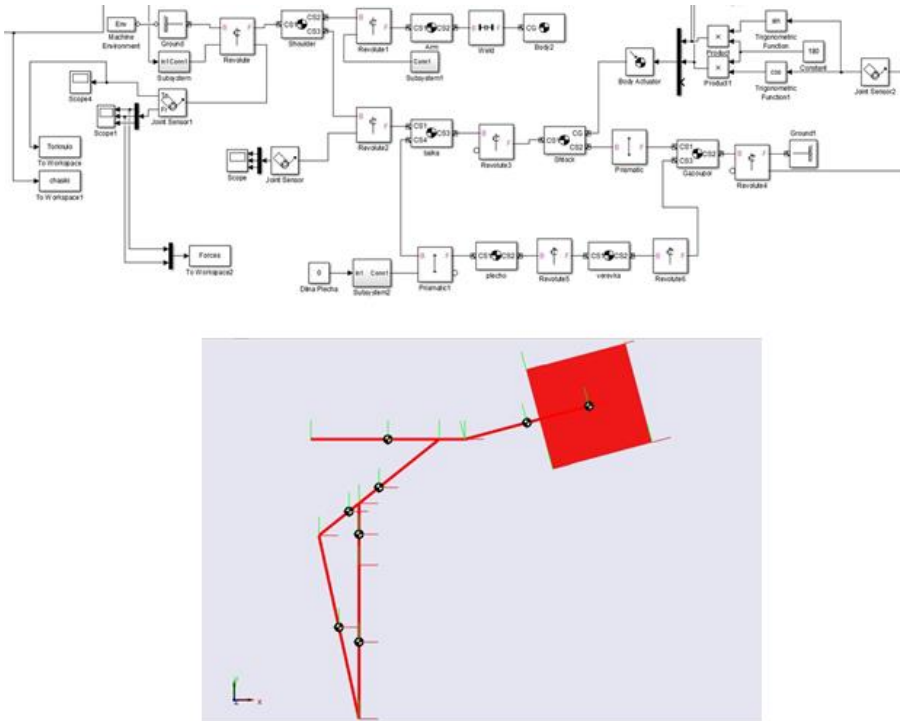 Env
Machine
Environment
Ground
B F
Revolute
CS1 CS2
CS3
Shoulder
B F
Revolute1
CS1 CS2
Arm
B F
Weld
CG
Body2
In1 Conn1
Subsystem
Conn1
Subsystem1
Body Actuator
Product
Product1
sin
Trigonometric
Function
180
Constant
cos
Trigonometric
Function1
Joint Sensor2
Scope4
Scope1
Joint Sensor1
To Workspace
chaski
To Workspace1
Scope
Joint Sensor
B F
Revolute2
CS1 CS3
CS4
balka
B F
Revolute3
CS1 CG
CS2
Shtock
B F
Prismatic
CS1 CS2
CS3
B F
Revolute4
Ground1
Forces
To Workspace2
0
Dlina Plecha
In1 Conn1
Subsystem2
B F
Prismatic1
CS1 CS2
plecho
B F
Revolute5
CS1 CS2
verevka
B F
Revolute6